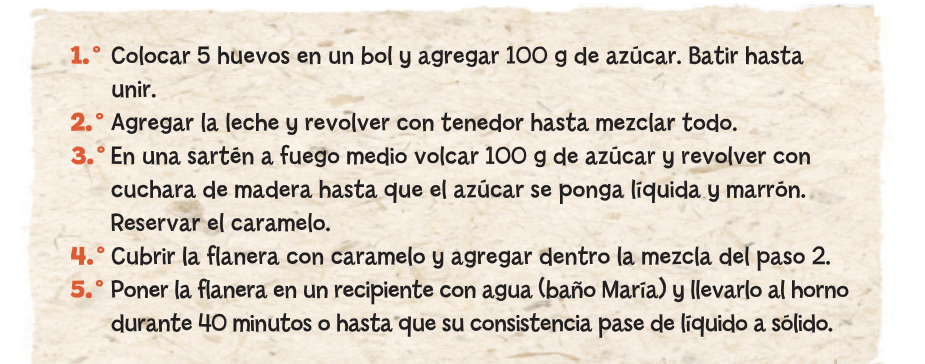 1.° Colocar 5 huevos en un bol y agregar 100 g de azúcar. Batir hasta
unir.
2.° Agregar la leche y revolver con tenedor hasta mezclar todo.
3.° En una sartén a fuego medio volcar 100 g de azúcar y revolver con
cuchara de madera hasta que el azúcar se ponga líquida y marrón.
Reservar el caramelo.
4.° Cubrir la flanera con caramelo y agregar dentro la mezcla del paso 2.
5.° Poner la flanera en un recipiente con agua (baño María) y llevarlo al horno
durante 40 minutos o hasta que su consistencia pase de líquido a sólido.